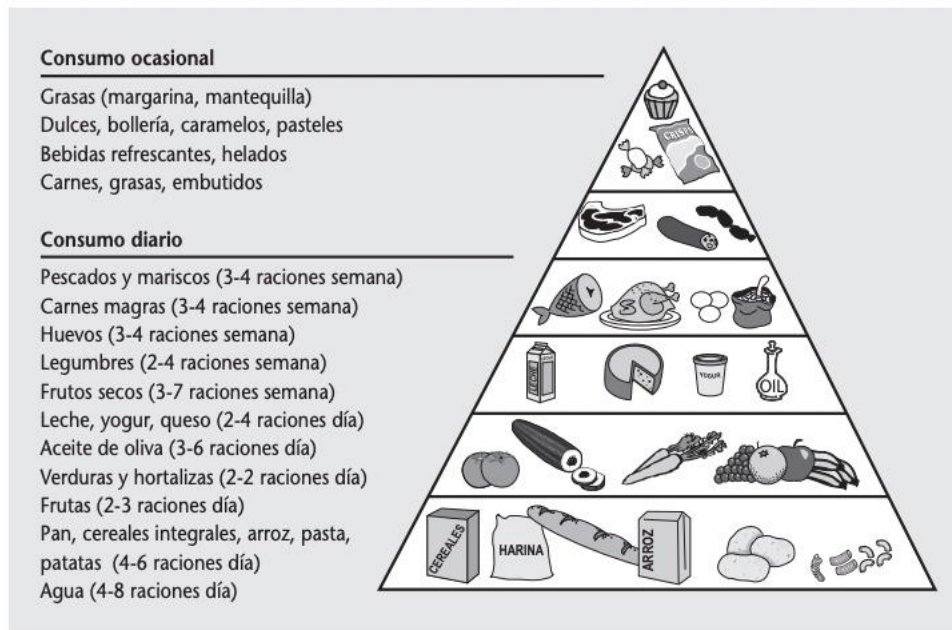 Consumo ocasional
Grasas (margarina, mantequilla)
Dulces, bollería, caramelos, pasteles
Bebidas refrescantes, helados
Carnes, grasas, embutidos
Consumo diario
Pescados y mariscos (3-4 raciones semana)
Carnes magras (3-4 raciones semana)
Huevos (3-4 raciones semana)
Legumbres (2-4 raciones semana)
Frutos secos (3-7 raciones semana)
Leche, yogur, queso (2-4 raciones día)
Aceite de oliva (3-6 raciones día)
Verduras y hortalizas (2-2 raciones día)
Frutas (2-3 raciones día)
Pan, cereales integrales, arroz, pasta,
patatas (4-6 raciones día)
Agua (4-8 raciones día)
LECHE
YOGUR
OIL
CEREALES
HARINA
ARROZ